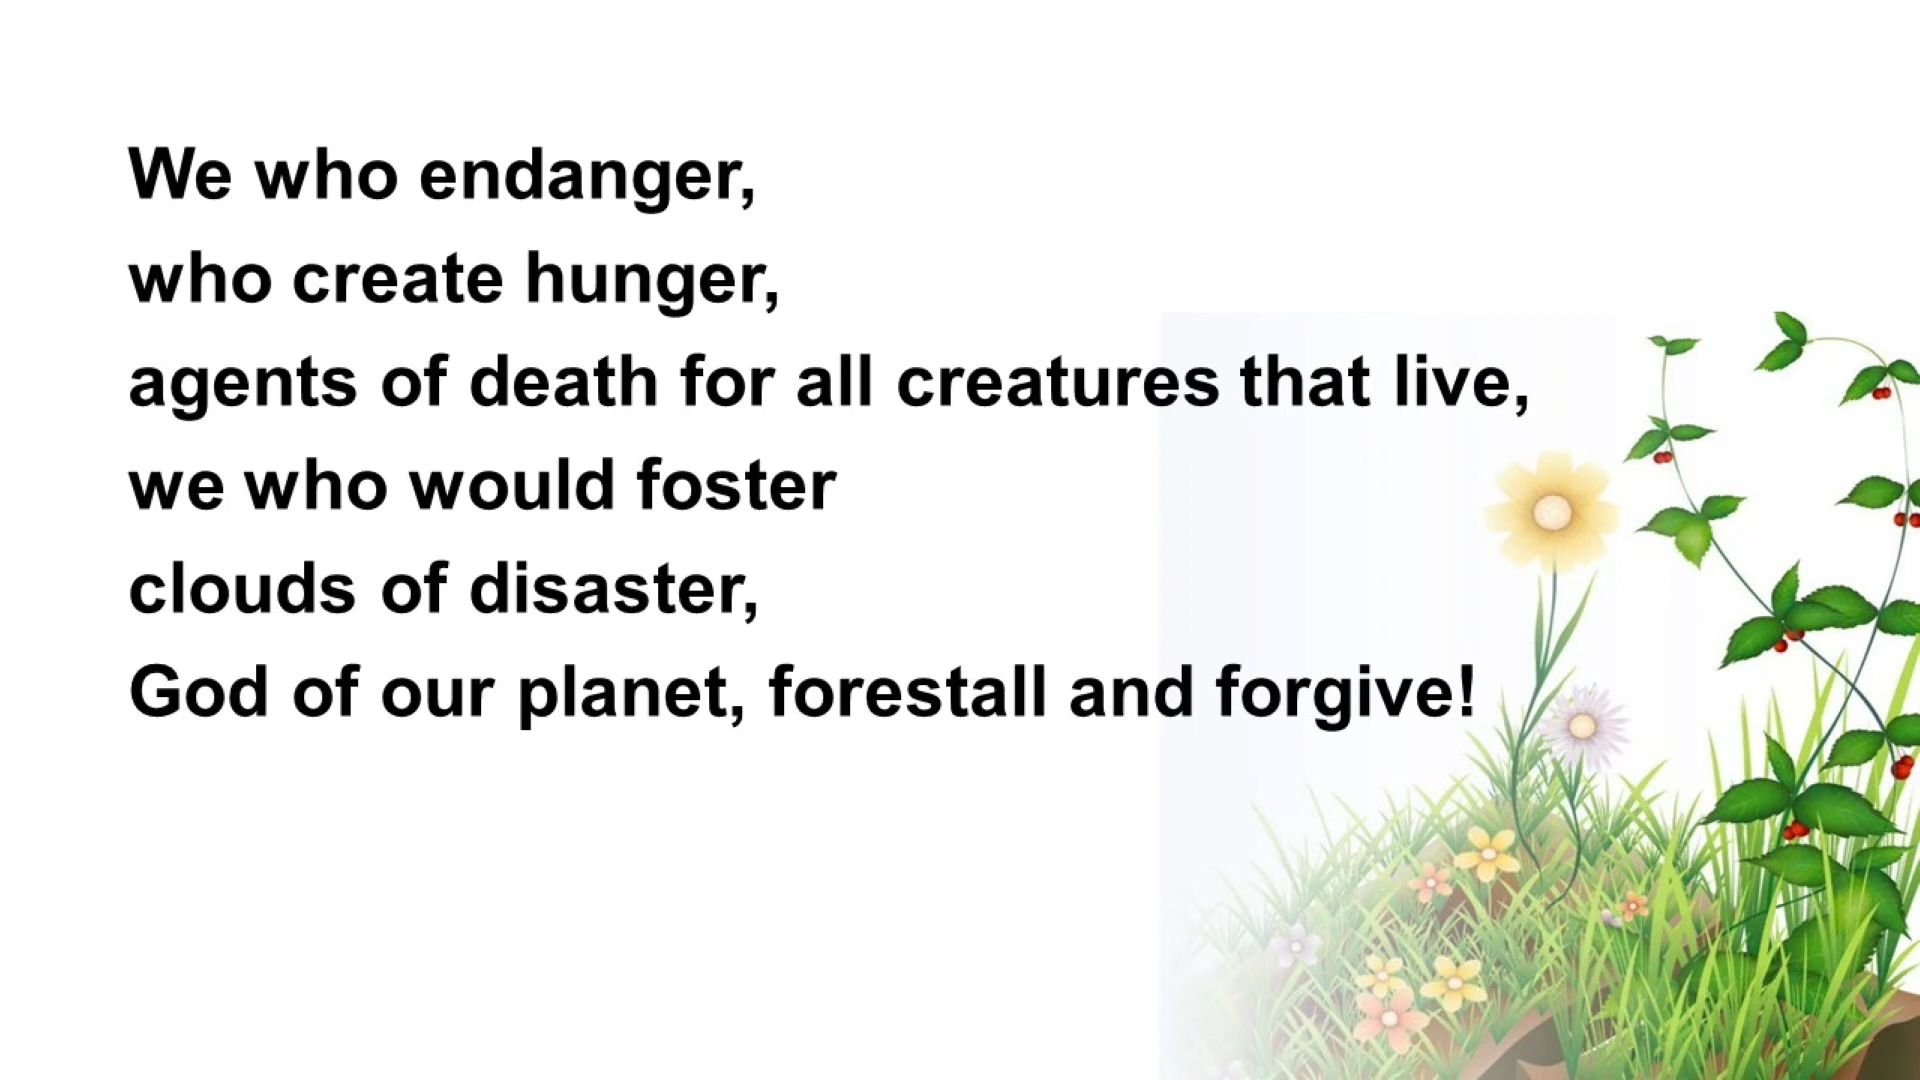 We who endanger,
who create hunger,
agents of death for all creatures that live,
we who would foster
clouds of disaster,
God of our planet, forestall and forgive!